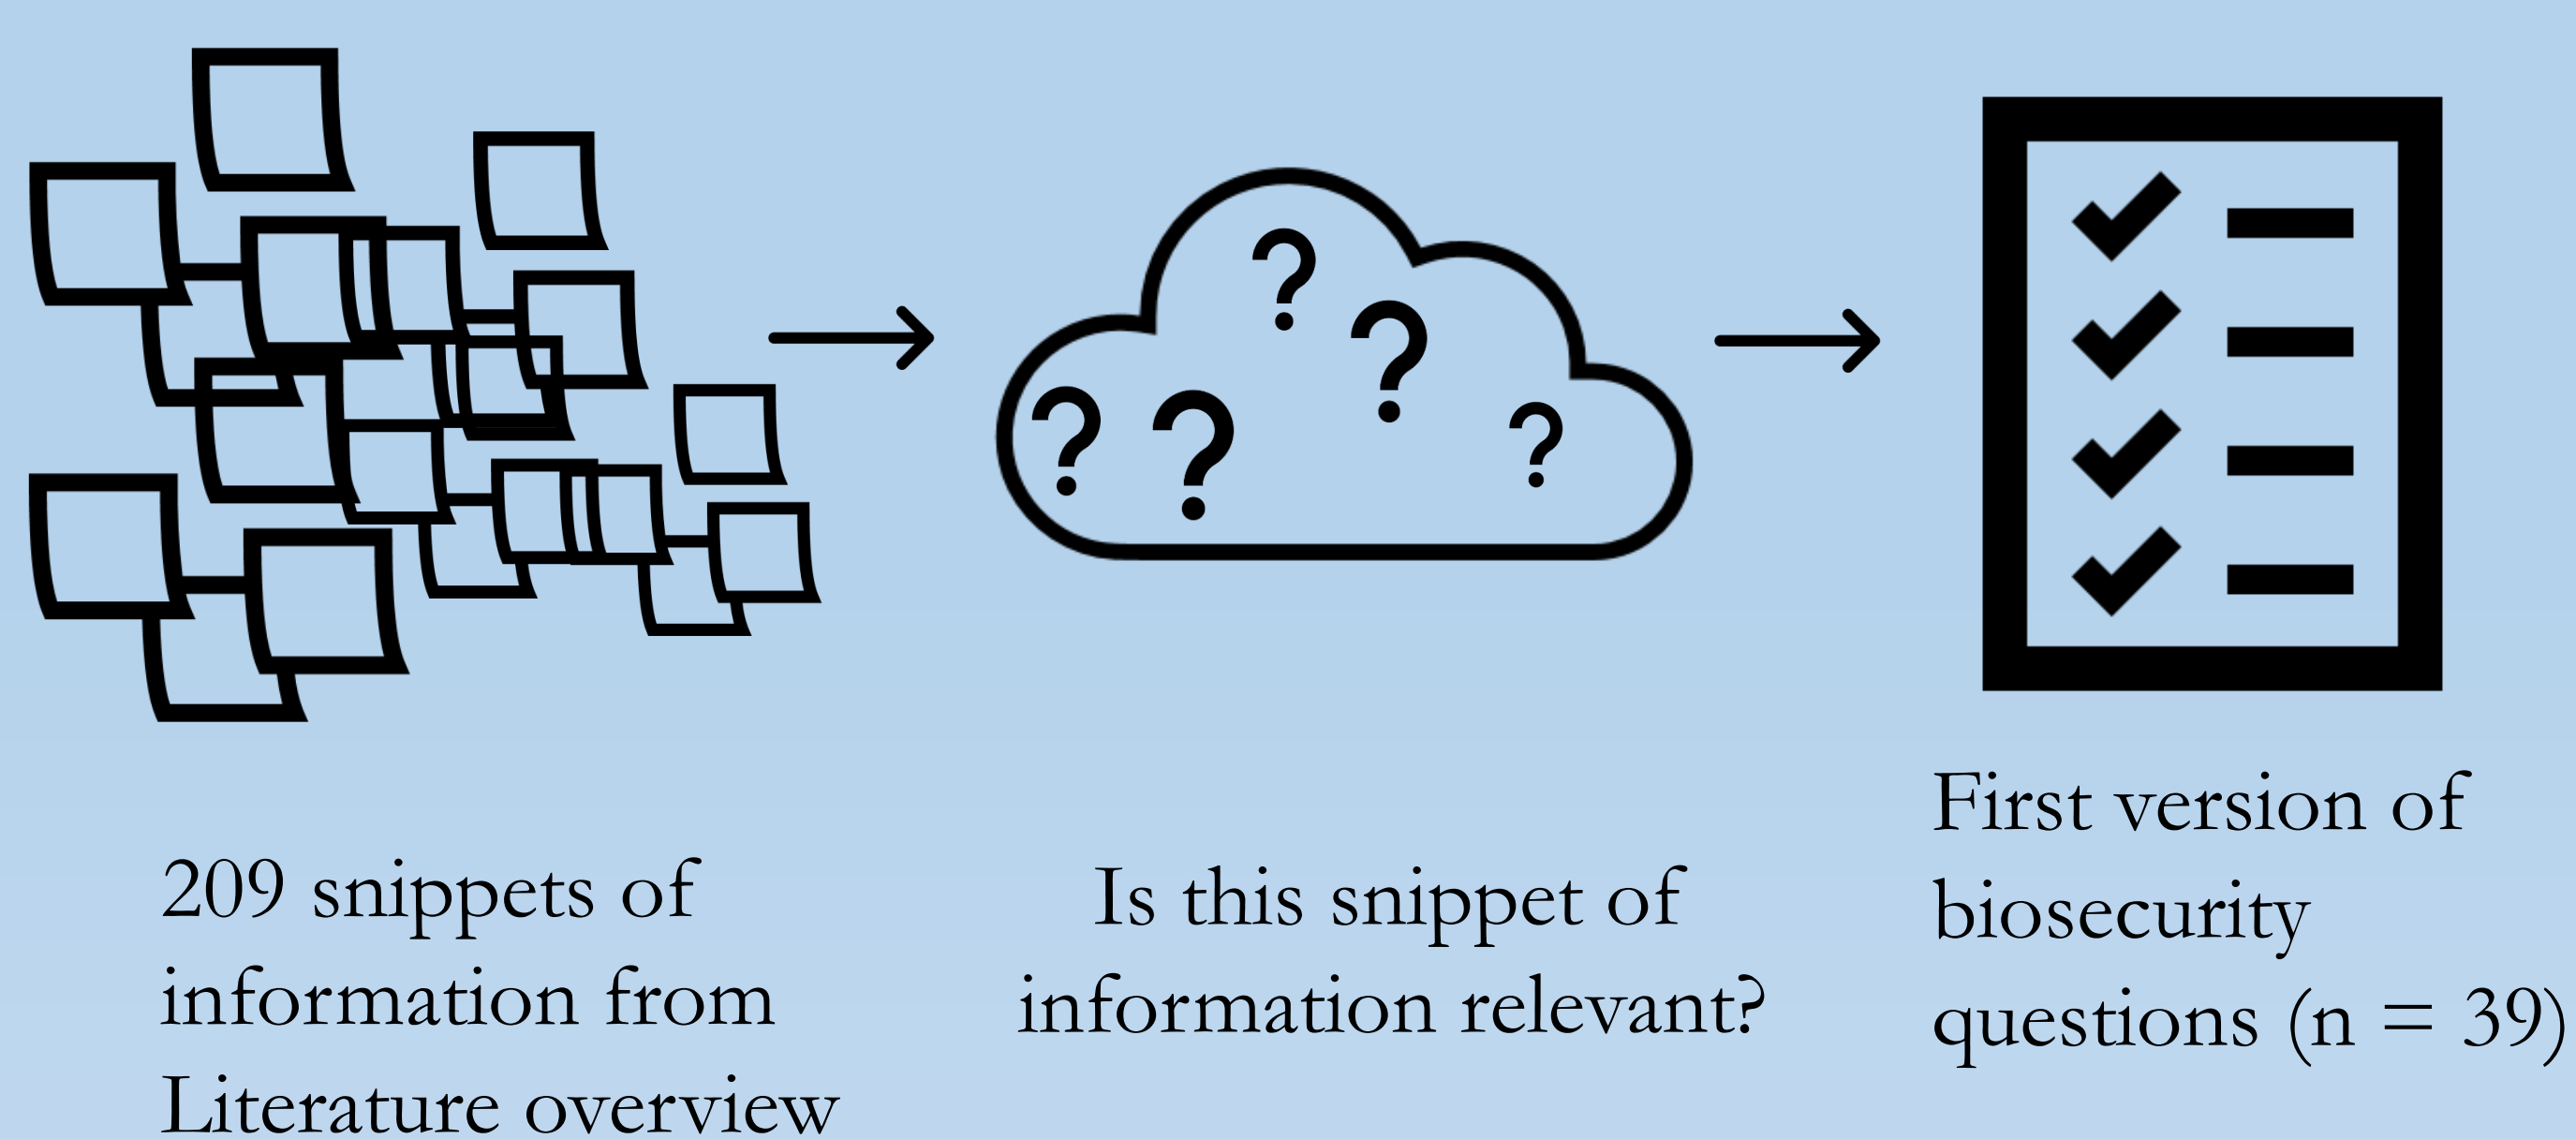 ? ? ? ? ?
209 snippets of
information from
Literature overview
Is this snippet of
information relevant?
First version of
biosecurity
questions (n = 39)